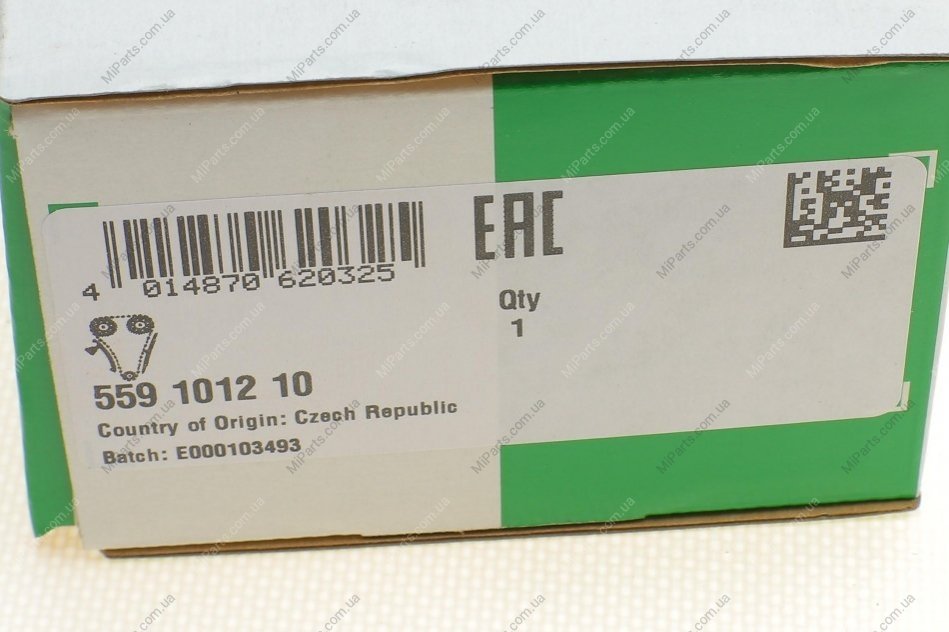 EAC
4 014870 620325
Qty
1
559 1012 10
Country of Origin: Czech Republic
Batch: E000103493
MiParts.com.ua